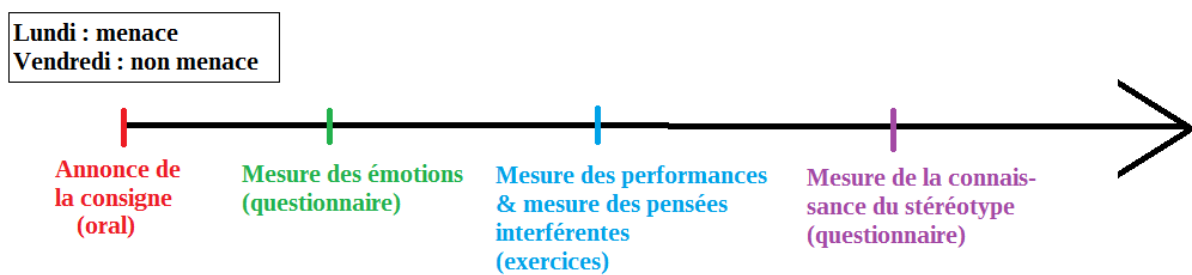 Lundi : menace
Vendredi : non menace
Annonce de
la consigne
(oral)
Mesure des émotions
(questionnaire)
Mesure des performances
& mesure des pensées
interférentes
(exercices)
Mesure de la connais-
sance du stéréotype
(questionnaire)